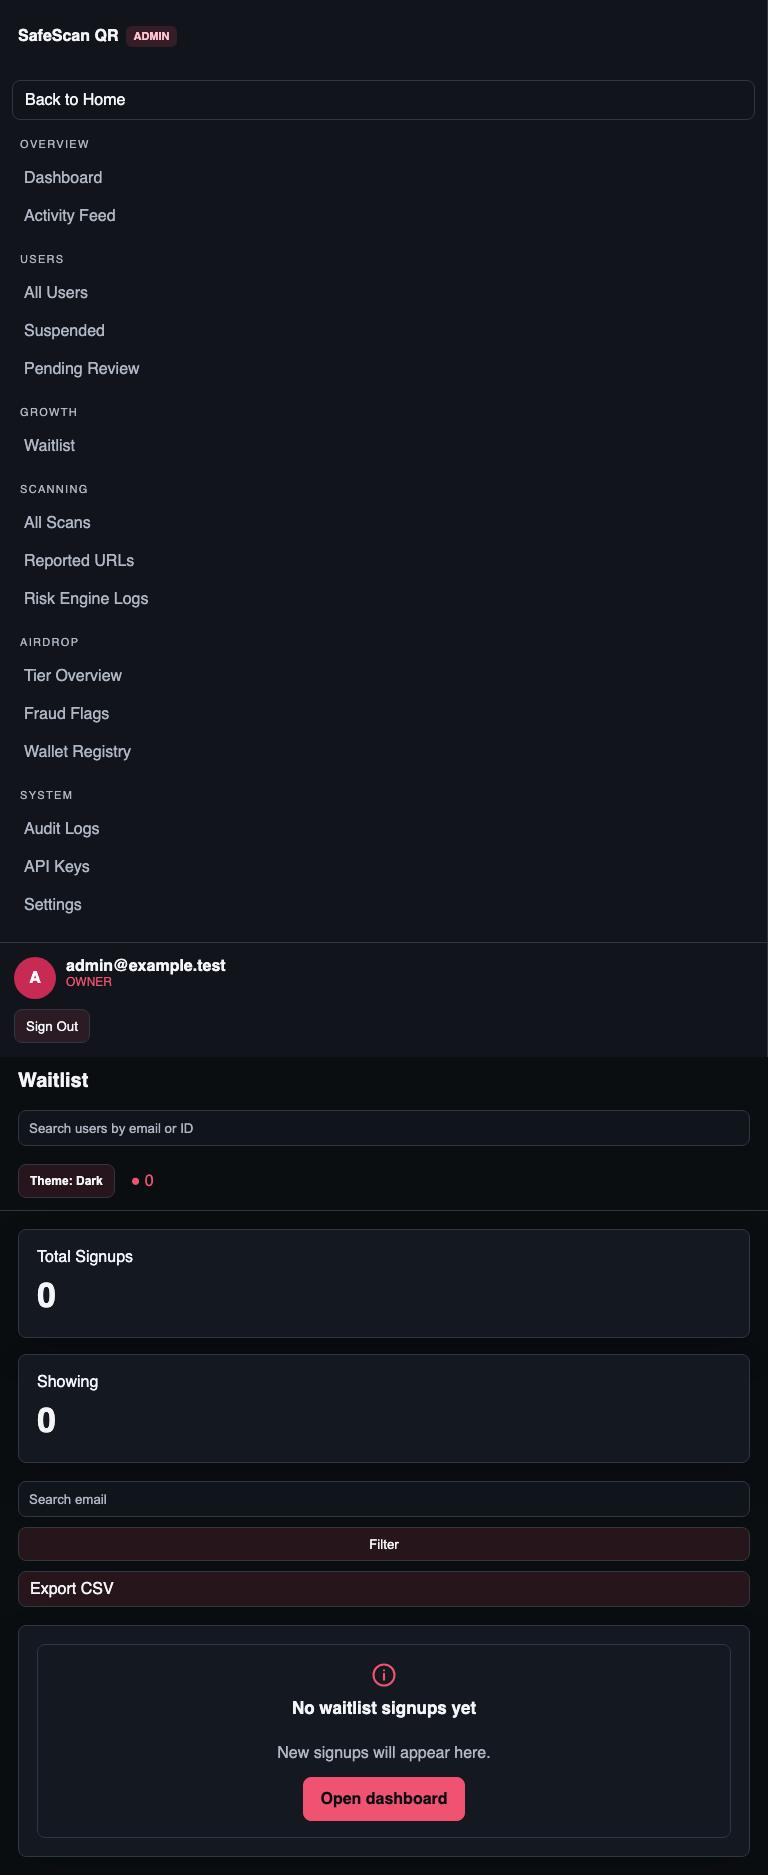 SafeScan QR ADMIN
Back to Home
OVERVIEW
Dashboard
Activity Feed
USERS
All Users
Suspended
Pending Review
GROWTH
Waitlist
SCANNING
All Scans
Reported URLs
Risk Engine Logs
AIRDROP
Tier Overview
Fraud Flags
Wallet Registry
SYSTEM
Audit Logs
API Keys
Settings
A admin@example.test
OWNER
Sign Out
Waitlist
Search users by email or ID
Theme: Dark 0
Total Signups
0
Showing
0
Search email
Filter
Export CSV
No waitlist signups yet
New signups will appear here.
Open dashboard